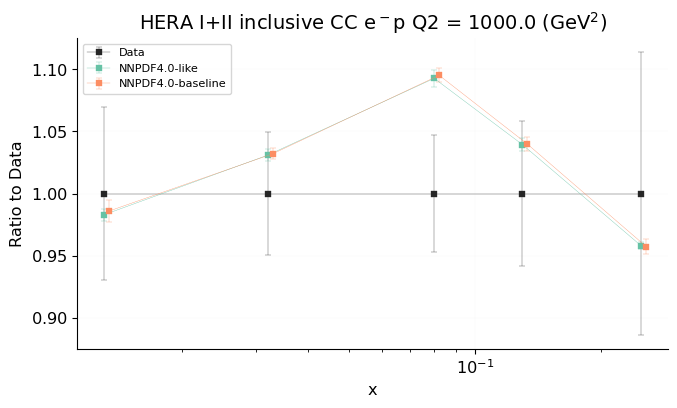 HERA I+II inclusive CC e⁻p Q2 = 1000.0 (GeV²)
Data
NNPDF4.0-like
NNPDF4.0-baseline
Ratio to Data
1.10
1.05
1.00
0.95
0.90
10⁻¹
x